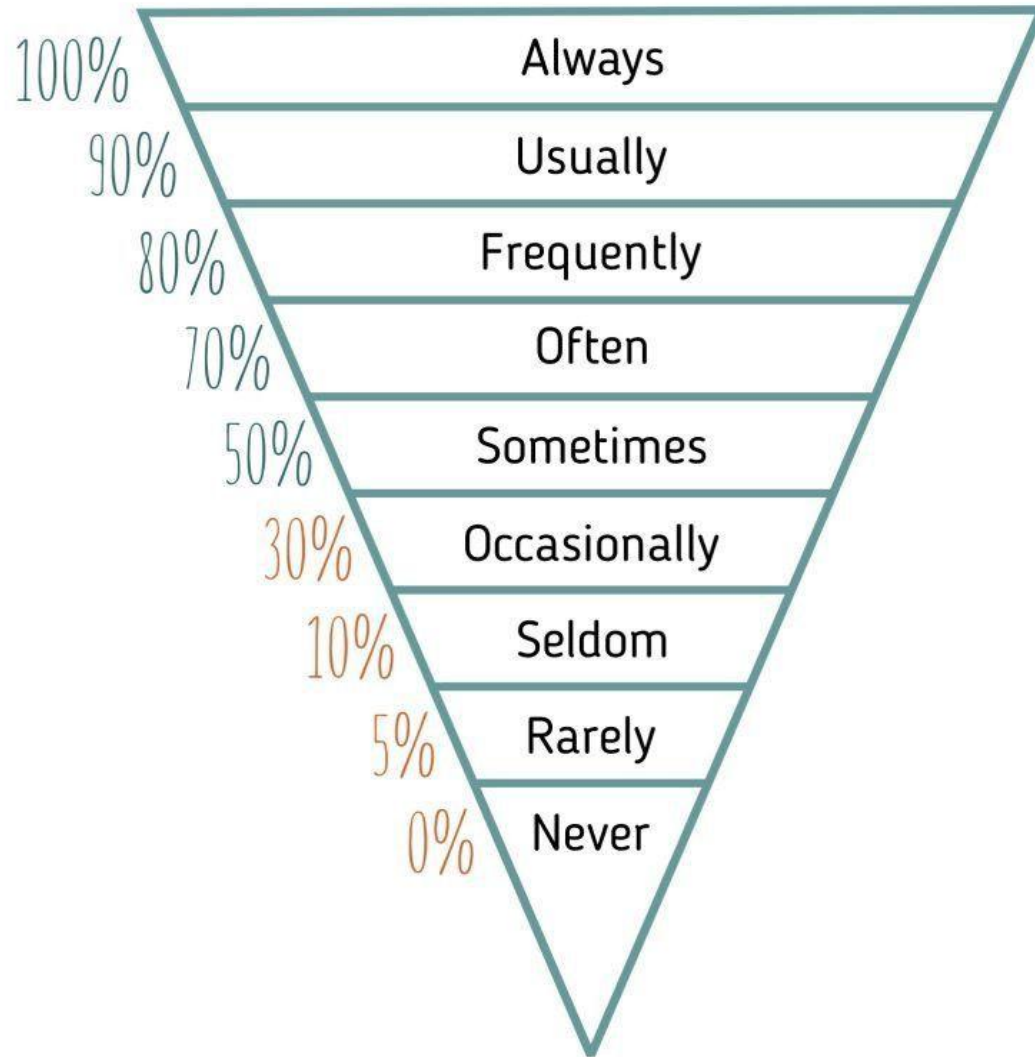 100% Always
90% Usually
80% Frequently
70% Often
50% Sometimes
30% Occasionally
10% Seldom
5% Rarely
0% Never